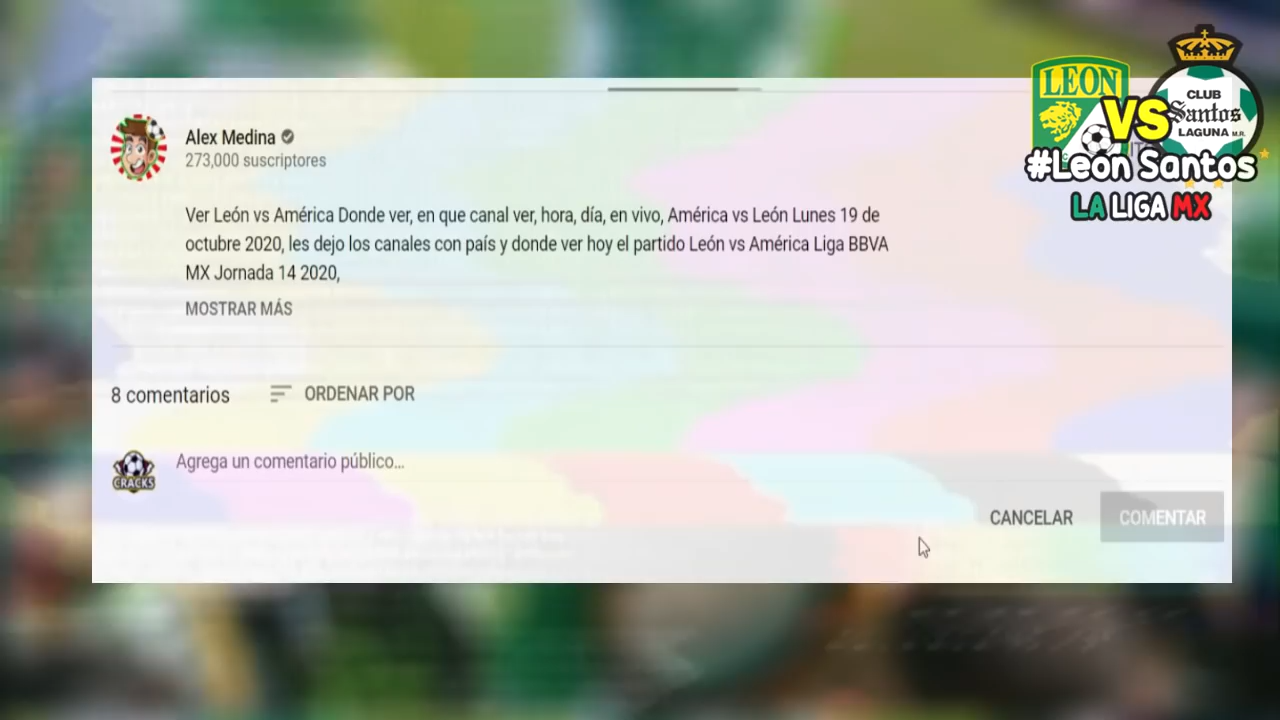 LEON
CLUB
Santos
LAGUNA M.R.
VS
#León Santos
LA LIGA MX
Alex Medina
273,000 suscriptores
Ver León vs América Donde ver, en que canal ver, hora, día, en vivo, América vs León Lunes 19 de
octubre 2020, les dejo los canales con país y donde ver hoy el partido León vs América Liga BBVA
MX Jornada 14 2020,
MOSTRAR MÁS
8 comentarios
ORDENAR POR
CRACKS
Agrega un comentario público...
CANCELAR
COMENTAR